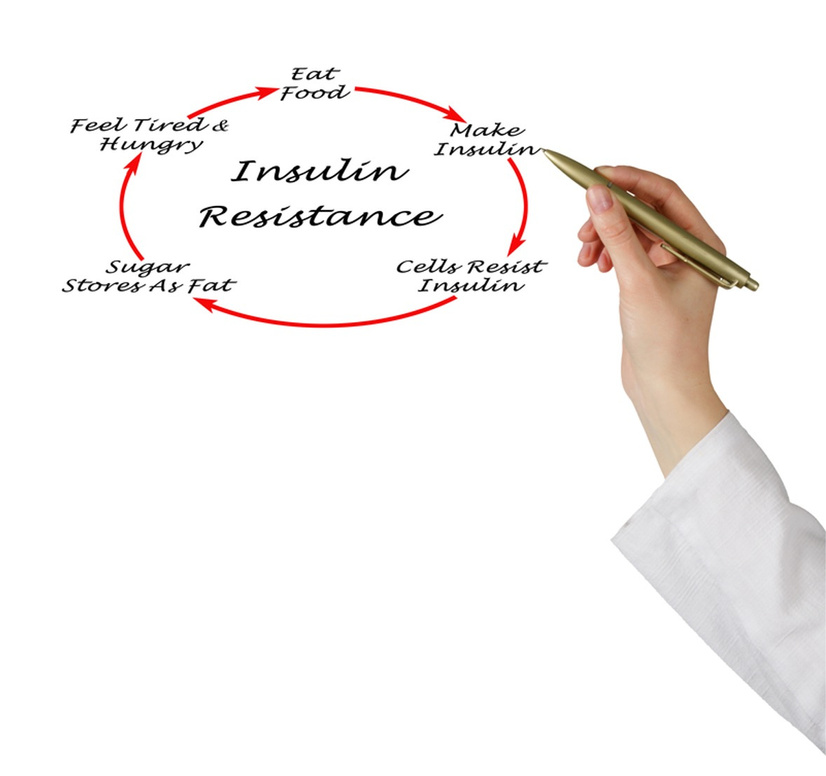 Eat
Food
Make
Insulin
Cells Resist
Insulin
Sugar
Stores As Fat
Feel Tired &
Hungry
Insulin
Resistance